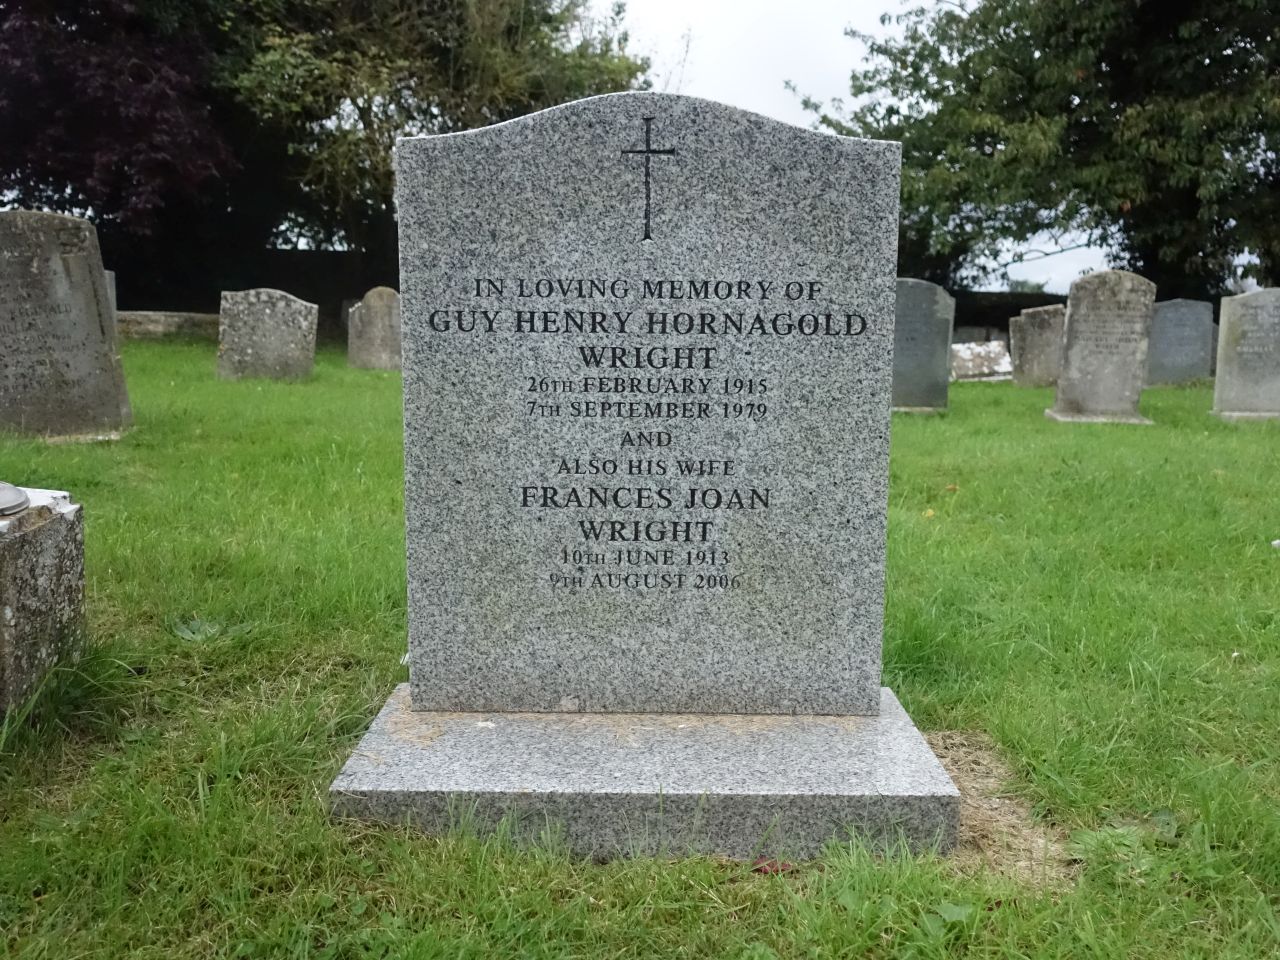 IN LOVING MEMORY OF
GUY HENRY HORNAGOLD
WRIGHT
26TH FEBRUARY 1915
7TH SEPTEMBER 1979
AND
ALSO HIS WIFE
FRANCES JOAN
WRIGHT
10TH JUNE 1913
9TH AUGUST 2006